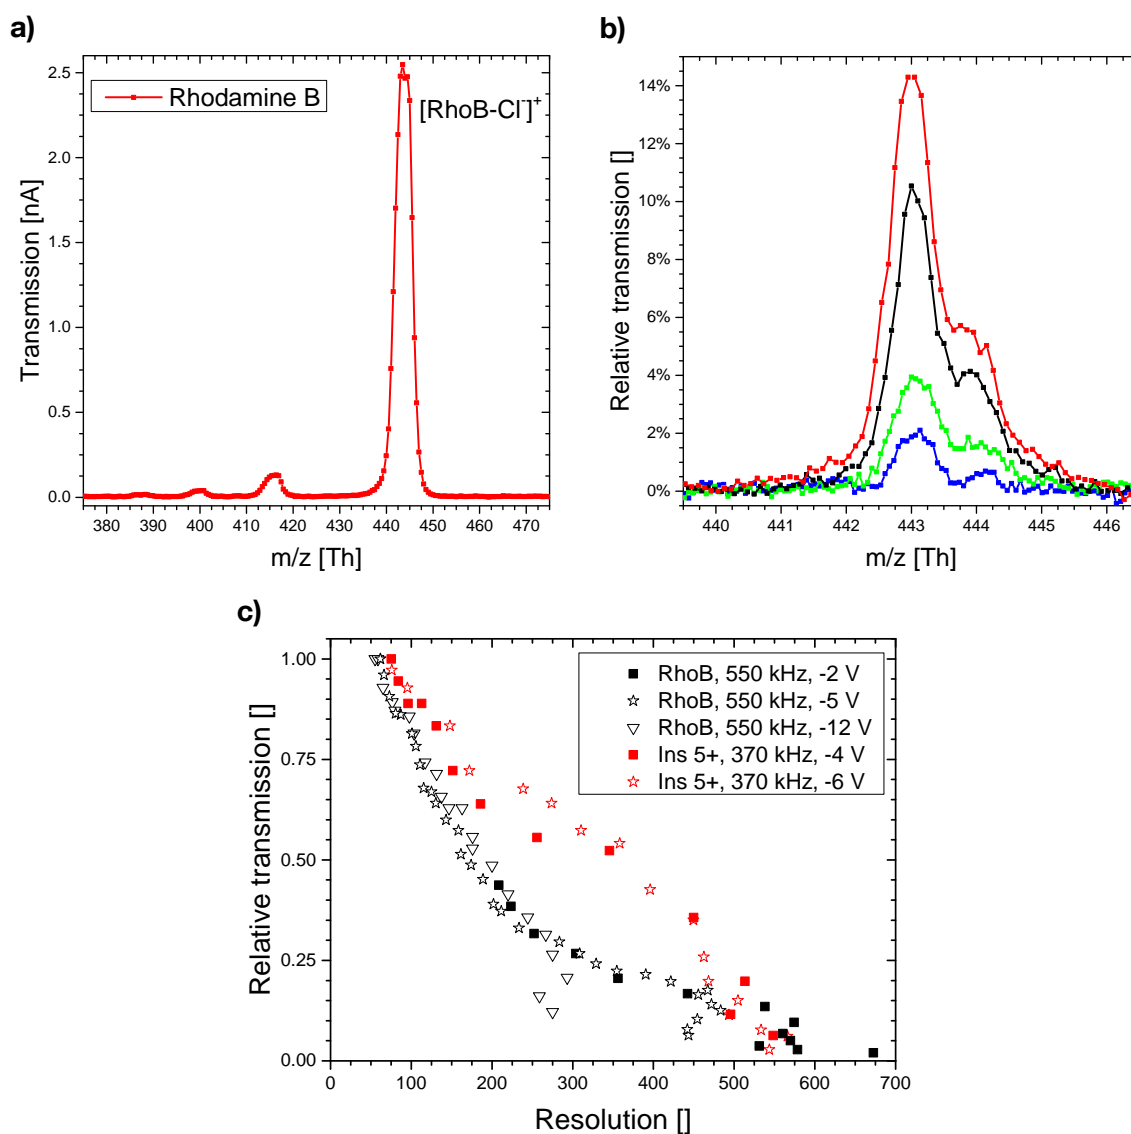 a)
Transmission [nA]
2.5
2.0
1.5
1.0
0.5
0.0
Rhodamine B
[RhoB-Cl⁻]⁺
390 400 410 420 430 440 450 460 470
m/z [Th]
b)
Relative transmission []
14%
12%
10%
8%
6%
4%
2%
0%
440 441 442 443 444 445 446
m/z [Th]
c)
Relative transmission []
1.00
0.75
0.50
0.25
0.00
RhoB, 550 kHz, -2 V
RhoB, 550 kHz, -5 V
RhoB, 550 kHz, -12 V
Ins 5+, 370 kHz, -4 V
Ins 5+, 370 kHz, -6 V
0 100 200 300 400 500 600 700
Resolution []